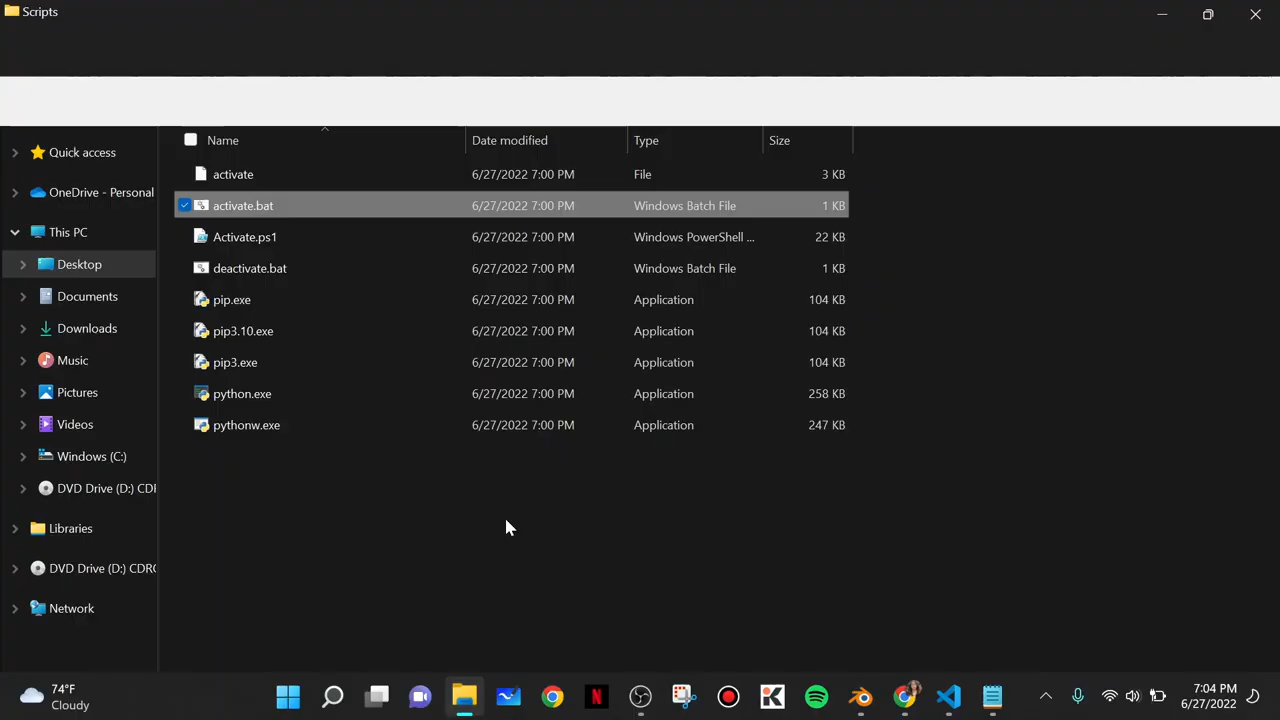 Scripts
Name Date modified Type Size
activate 6/27/2022 7:00 PM File 3 KB
activate.bat 6/27/2022 7:00 PM Windows Batch File 1 KB
Activate.ps1 6/27/2022 7:00 PM Windows PowerShell ... 22 KB
deactivate.bat 6/27/2022 7:00 PM Windows Batch File 1 KB
pip.exe 6/27/2022 7:00 PM Application 104 KB
pip3.10.exe 6/27/2022 7:00 PM Application 104 KB
pip3.exe 6/27/2022 7:00 PM Application 104 KB
python.exe 6/27/2022 7:00 PM Application 258 KB
pythonw.exe 6/27/2022 7:00 PM Application 247 KB
Quick access
OneDrive - Personal
This PC
Desktop
Documents
Downloads
Music
Pictures
Videos
Windows (C:)
DVD Drive (D:) CDR
Libraries
DVD Drive (D:) CDRO
Network
74°F
Cloudy
N
K
7:04 PM
6/27/2022